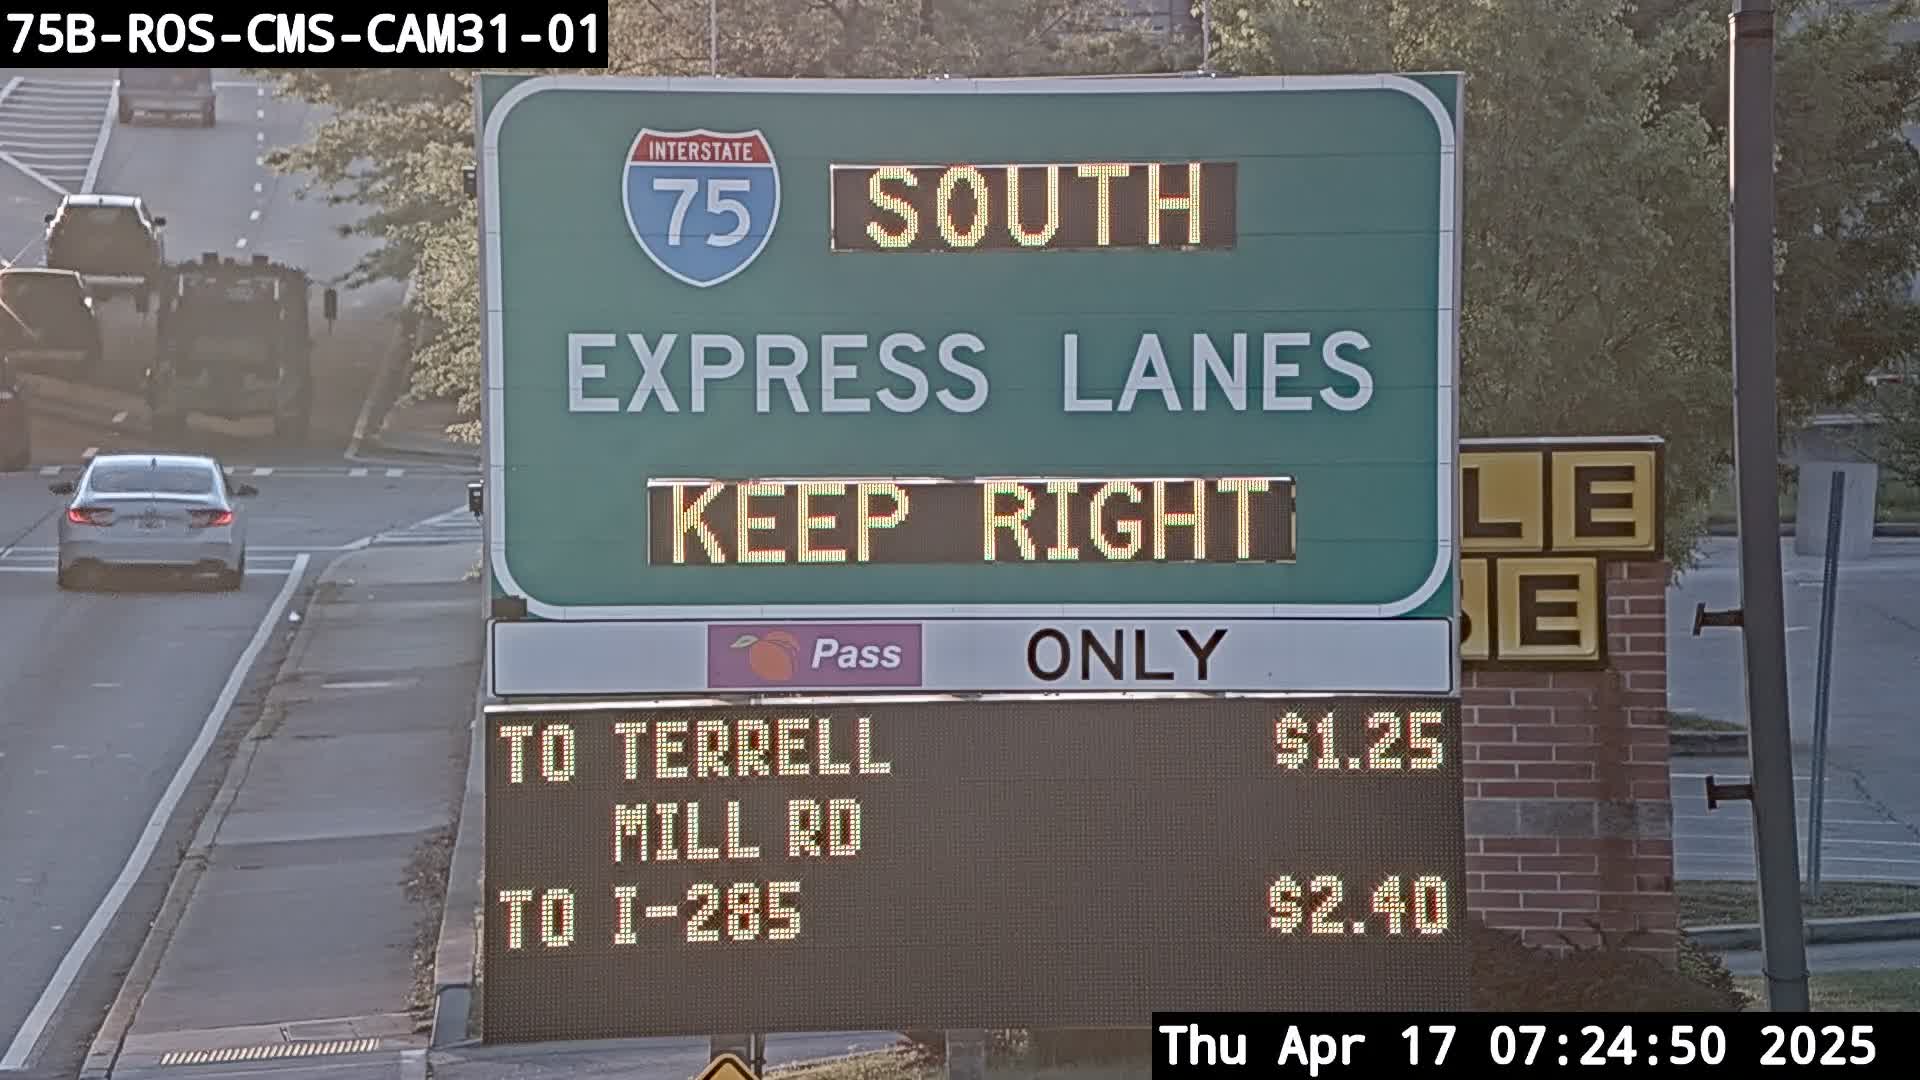 75B-ROS-CMS-CAM31-01
INTERSTATE
75
SOUTH
EXPRESS LANES
KEEP RIGHT
Pass ONLY
LE
E
TO TERRELL $1.25
MILL RD
TO I-285 $2.40
Thu Apr 17 07:24:50 2025